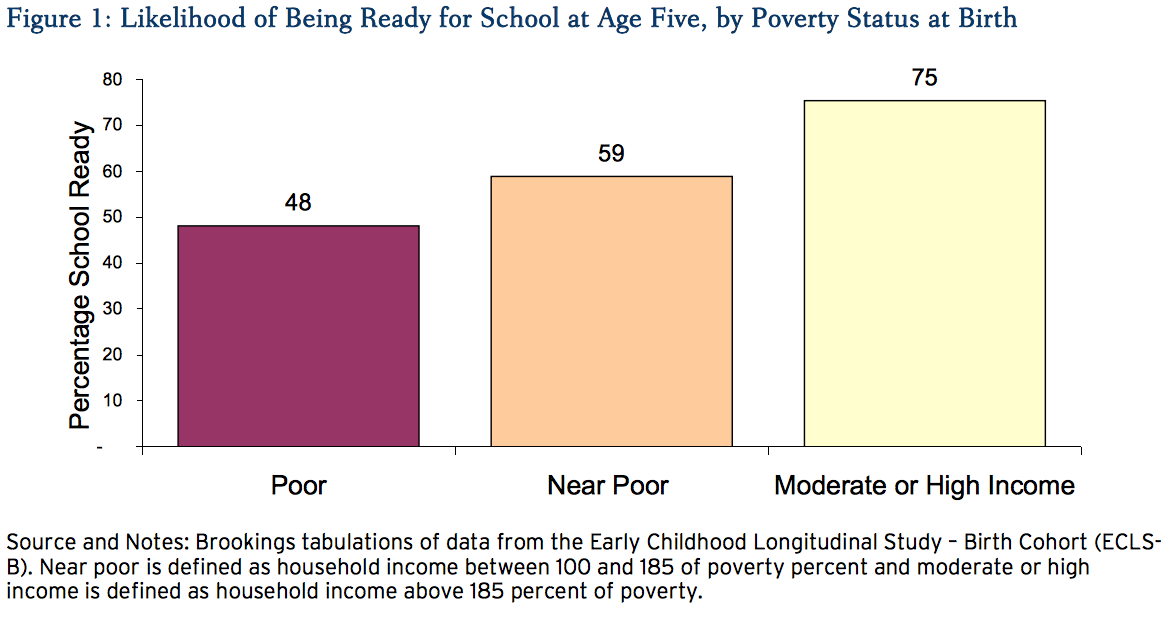 Figure 1: Likelihood of Being Ready for School at Age Five, by Poverty Status at Birth
Percentage School Ready
80
70
60
50
40
30
20
10
-
48
59
75
Poor
Near Poor
Moderate or High Income
Source and Notes: Brookings tabulations of data from the Early Childhood Longitudinal Study – Birth Cohort (ECLS-
B). Near poor is defined as household income between 100 and 185 of poverty percent and moderate or high
income is defined as household income above 185 percent of poverty.